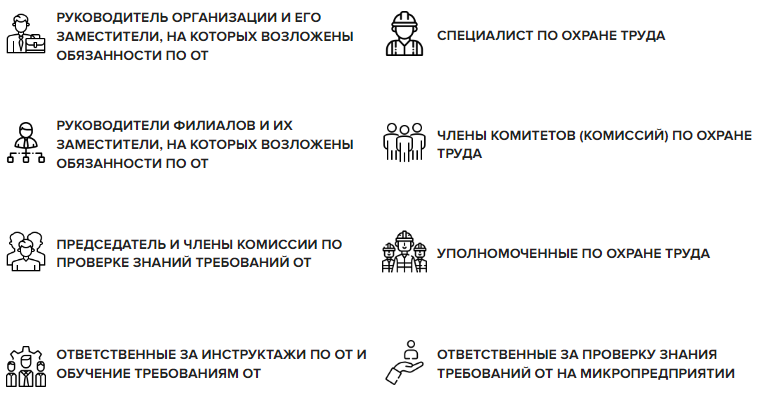 РУКОВОДИТЕЛЬ ОРГАНИЗАЦИИ И ЕГО
ЗАМЕСТИТЕЛИ, НА КОТОРЫХ ВОЗЛОЖЕНЫ
ОБЯЗАННОСТИ ПО ОТ
СПЕЦИАЛИСТ ПО ОХРАНЕ ТРУДА
РУКОВОДИТЕЛИ ФИЛИАЛОВ И ИХ
ЗАМЕСТИТЕЛИ, НА КОТОРЫХ ВОЗЛОЖЕНЫ
ОБЯЗАННОСТИ ПО ОТ
ЧЛЕНЫ КОМИТЕТОВ (КОМИССИЙ) ПО ОХРАНЕ
ТРУДА
ПРЕДСЕДАТЕЛЬ И ЧЛЕНЫ КОМИССИИ ПО
ПРОВЕРКЕ ЗНАНИЙ ТРЕБОВАНИЙ ОТ
УПОЛНОМОЧЕННЫЕ ПО ОХРАНЕ ТРУДА
ОТВЕТСТВЕННЫЕ ЗА ИНСТРУКТАЖИ ПО ОТ И
ОБУЧЕНИЕ ТРЕБОВАНИЯМ ОТ
ОТВЕТСТВЕННЫЕ ЗА ПРОВЕРКУ ЗНАНИЯ
ТРЕБОВАНИЙ ОТ НА МИКРОПРЕДПРИЯТИИ